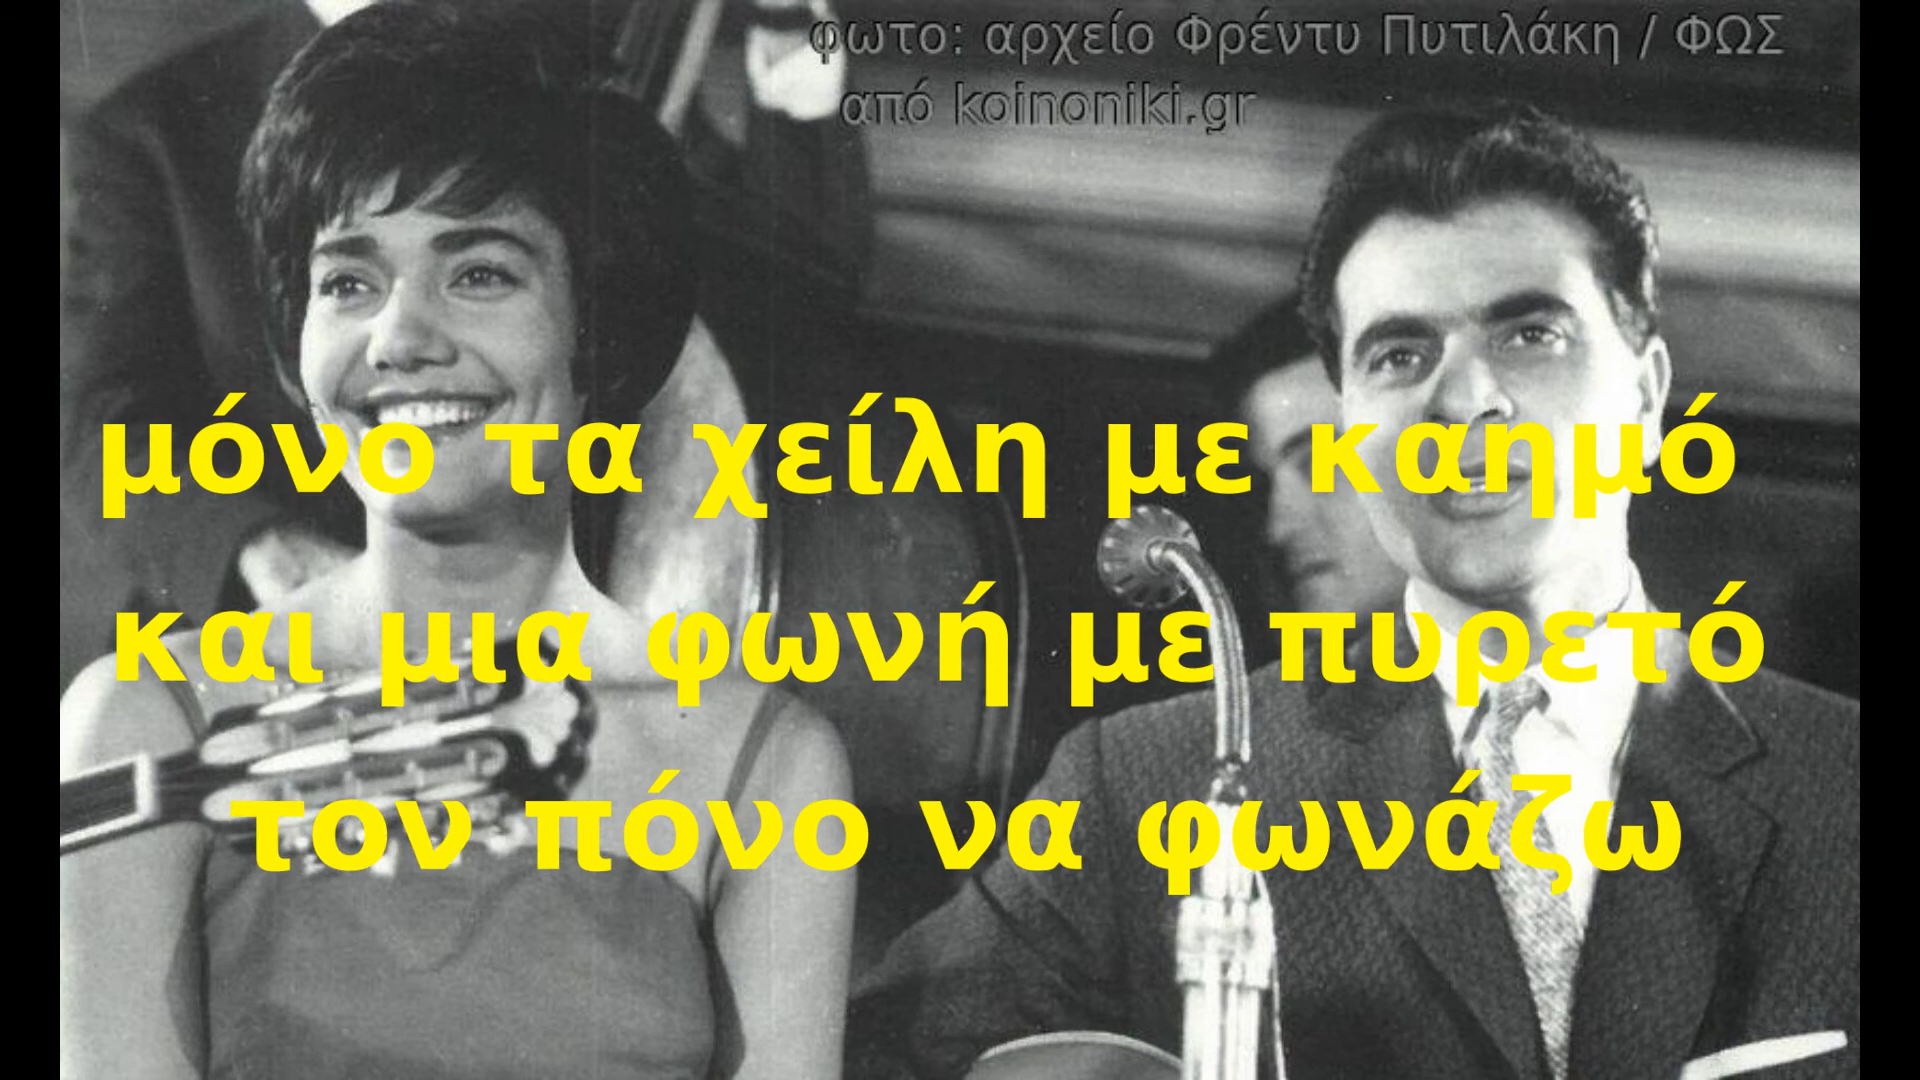 φωτο: αρχείο Φρέντυ Πυτιλάκη / ΦΩΣ
από koinoniki.gr
μόνο τα χείλη με καημό
και μια φωνή με πυρετό
τον πόνο να φωνάζω